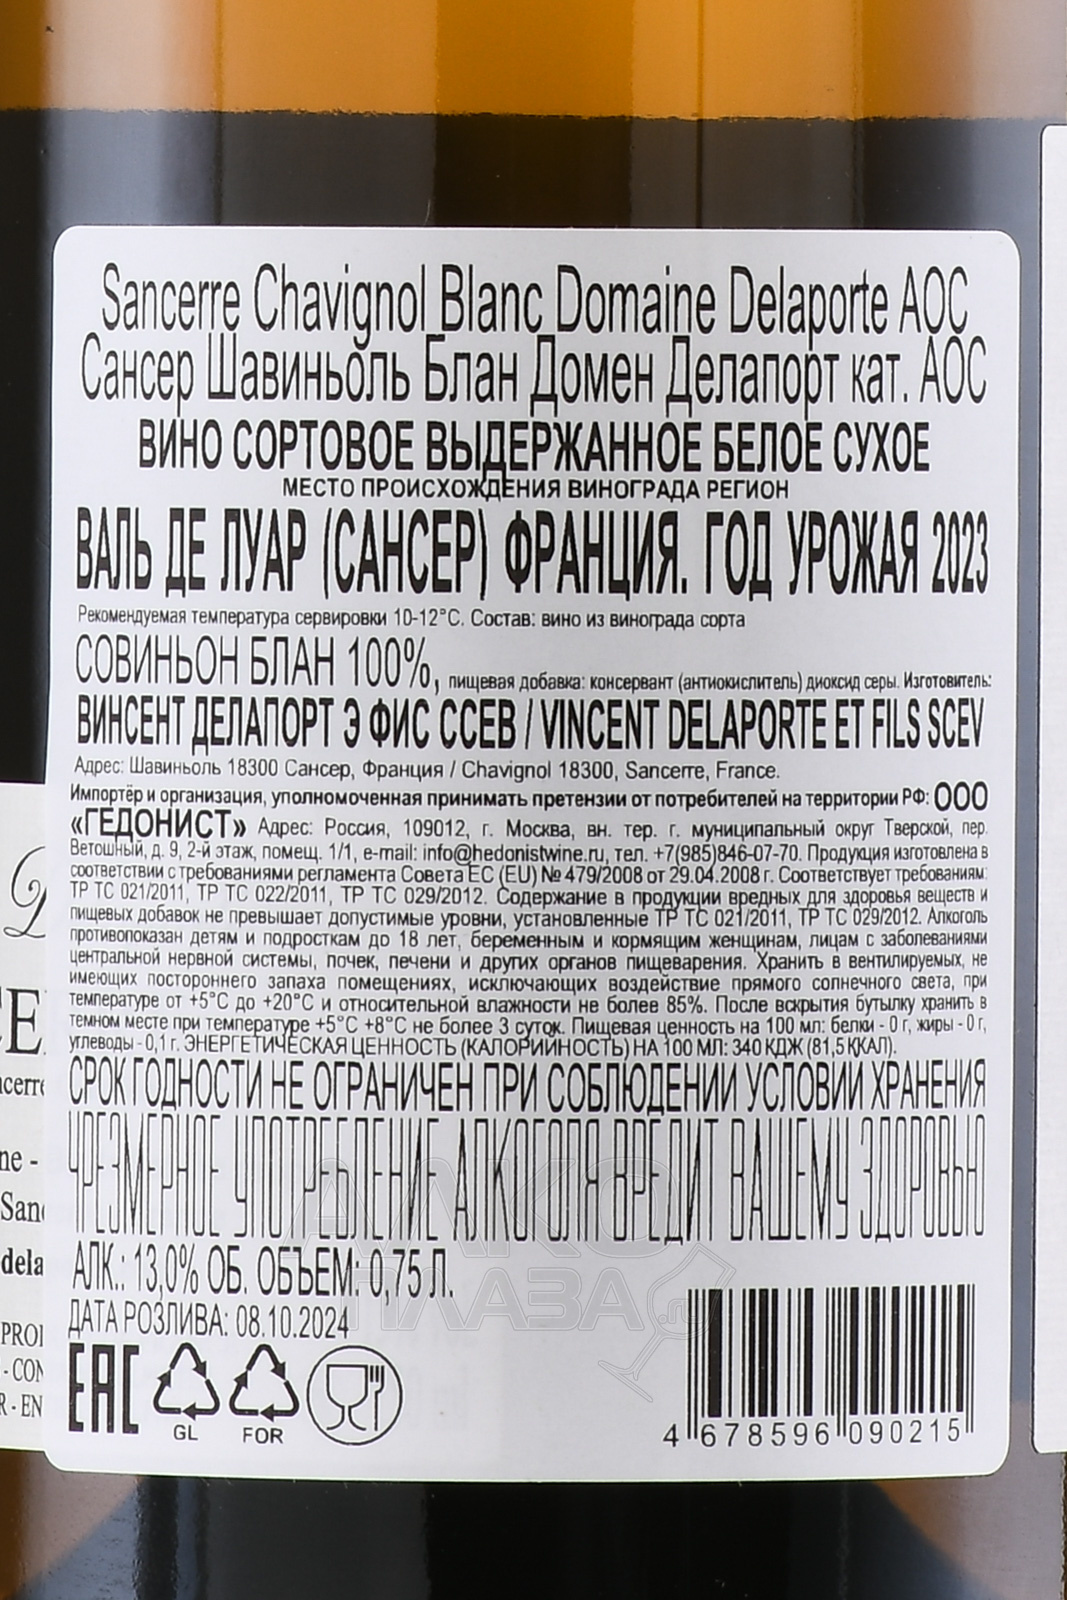 Sancerre Chavignol Blanc Domaine Delaporte AOC
Сансер Шавиньоль Блан Домен Делапорт кат. АОС
ВИНО СОРТОВОЕ ВЫДЕРЖАННОЕ БЕЛОЕ СУХОЕ
МЕСТО ПРОИСХОЖДЕНИЯ ВИНОГРАДА РЕГИОН
ВАЛЬ ДЕ ЛУАР (САНСЕР) ФРАНЦИЯ. ГОД УРОЖАЯ 2023
Рекомендуемая температура сервировки 10-12°С. Состав: вино из винограда сорта
СОВИНЬОН БЛАН 100%, пищевая добавка: консервант (антиокислитель) диоксид серы. Изготовитель:
ВИНСЕНТ ДЕЛАПОРТ Э ФИС ССЕВ / VINCENT DELAPORTE ET FILS SCEV
Адрес: Шавиньоль 18300 Сансер, Франция / Chavignol 18300, Sancerre, France.
Импортёр и организация, уполномоченная принимать претензии от потребителей на территории РФ: ООО
«ГЕДОНИСТ» Адрес: Россия, 109012, г. Москва, вн. тер. г. муниципальный округ Тверской, пер.
Ветошный, д. 9, 2-й этаж, помещ. 1/1, e-mail: info@hedonistwine.ru, тел. +7(985)846-07-70. Продукция изготовлена в
соответствии с требованиями регламента Совета ЕС (EU) № 479/2008 от 29.04.2008 г. Соответствует требованиям:
ТР ТС 021/2011, ТР ТС 022/2011, ТР ТС 029/2012. Содержание в продукции вредных для здоровья веществ и
пищевых добавок не превышает допустимые уровни, установленные ТР ТС 021/2011, ТР ТС 029/2012. Алкоголь
противопоказан детям и подросткам до 18 лет, беременным и кормящим женщинам, лицам с заболеваниями
центральной нервной системы, почек, печени и других органов пищеварения. Хранить в вентилируемых, не
имеющих постороннего запаха помещениях, исключающих воздействие прямого солнечного света, при
температуре от +5°С до +20°С и относительной влажности не более 85%. После вскрытия бутылку хранить в
темном месте при температуре +5°С +8°С не более 3 суток. Пищевая ценность на 100 мл: белки - 0 г, жиры - 0 г,
углеводы - 0,1 г. ЭНЕРГЕТИЧЕСКАЯ ЦЕННОСТЬ (КАЛОРИЙНОСТЬ) НА 100 МЛ: 340 КДЖ (81,5 ККАЛ).
СРОК ГОДНОСТИ НЕ ОГРАНИЧЕН ПРИ СОБЛЮДЕНИИ УСЛОВИЙ ХРАНЕНИЯ
ЧРЕЗМЕРНОЕ УПОТРЕБЛЕНИЕ АЛКОГОЛЯ ВРЕДИТ ВАШЕМУ ЗДОРОВЬЮ
АЛК.: 13,0% ОБ. ОБЪЕМ: 0,75 Л.
АЛКО
ПЛАЗА .ru
ДАТА РОЗЛИВА: 08.10.2024
EAC
GL FOR
4 678596 090215